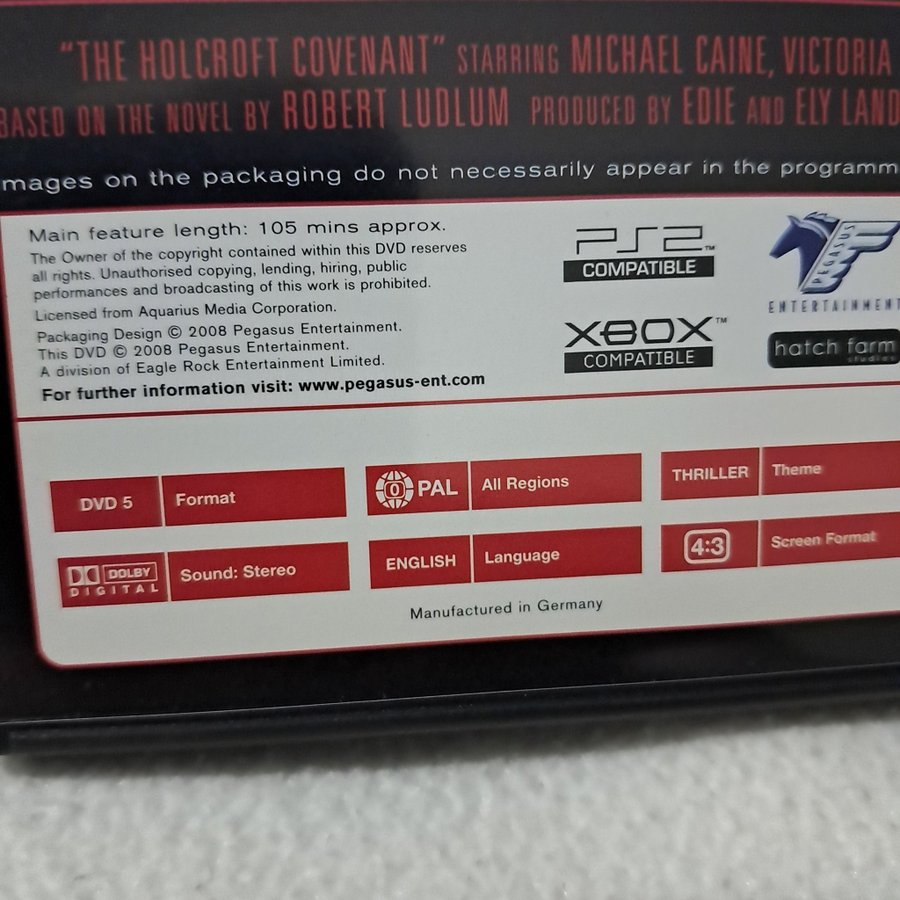 "THE HOLCROFT COVENANT" STARRING MICHAEL CAINE, VICTORIA
BASED ON THE NOVEL BY ROBERT LUDLUM PRODUCED BY EDIE AND ELY LAND
mages on the packaging do not necessarily appear in the programm
Main feature length: 105 mins approx.
The Owner of the copyright contained within this DVD reserves
all rights. Unauthorised copying, lending, hiring, public
performances and broadcasting of this work is prohibited.
Licensed from Aquarius Media Corporation.
Packaging Design © 2008 Pegasus Entertainment.
This DVD © 2008 Pegasus Entertainment.
A division of Eagle Rock Entertainment Limited.
For further information visit: www.pegasus-ent.com
PS2™
COMPATIBLE
XBOX™
COMPATIBLE
PEGASUS
ENTERTAINMENT
hatch farm
studios
DVD 5 Format
0 PAL All Regions
THRILLER Theme
DOLBY
DIGITAL
Sound: Stereo
ENGLISH Language
4:3 Screen Format
Manufactured in Germany